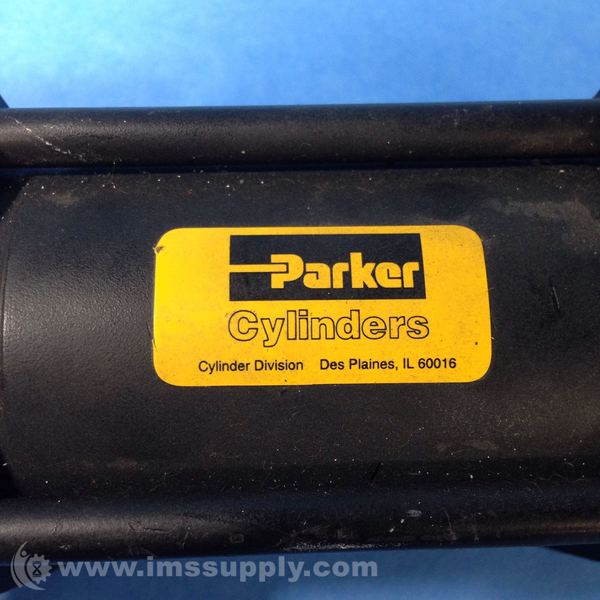 Parker
Cylinders
Cylinder Division Des Plaines, IL 60016
www.imssupply.com